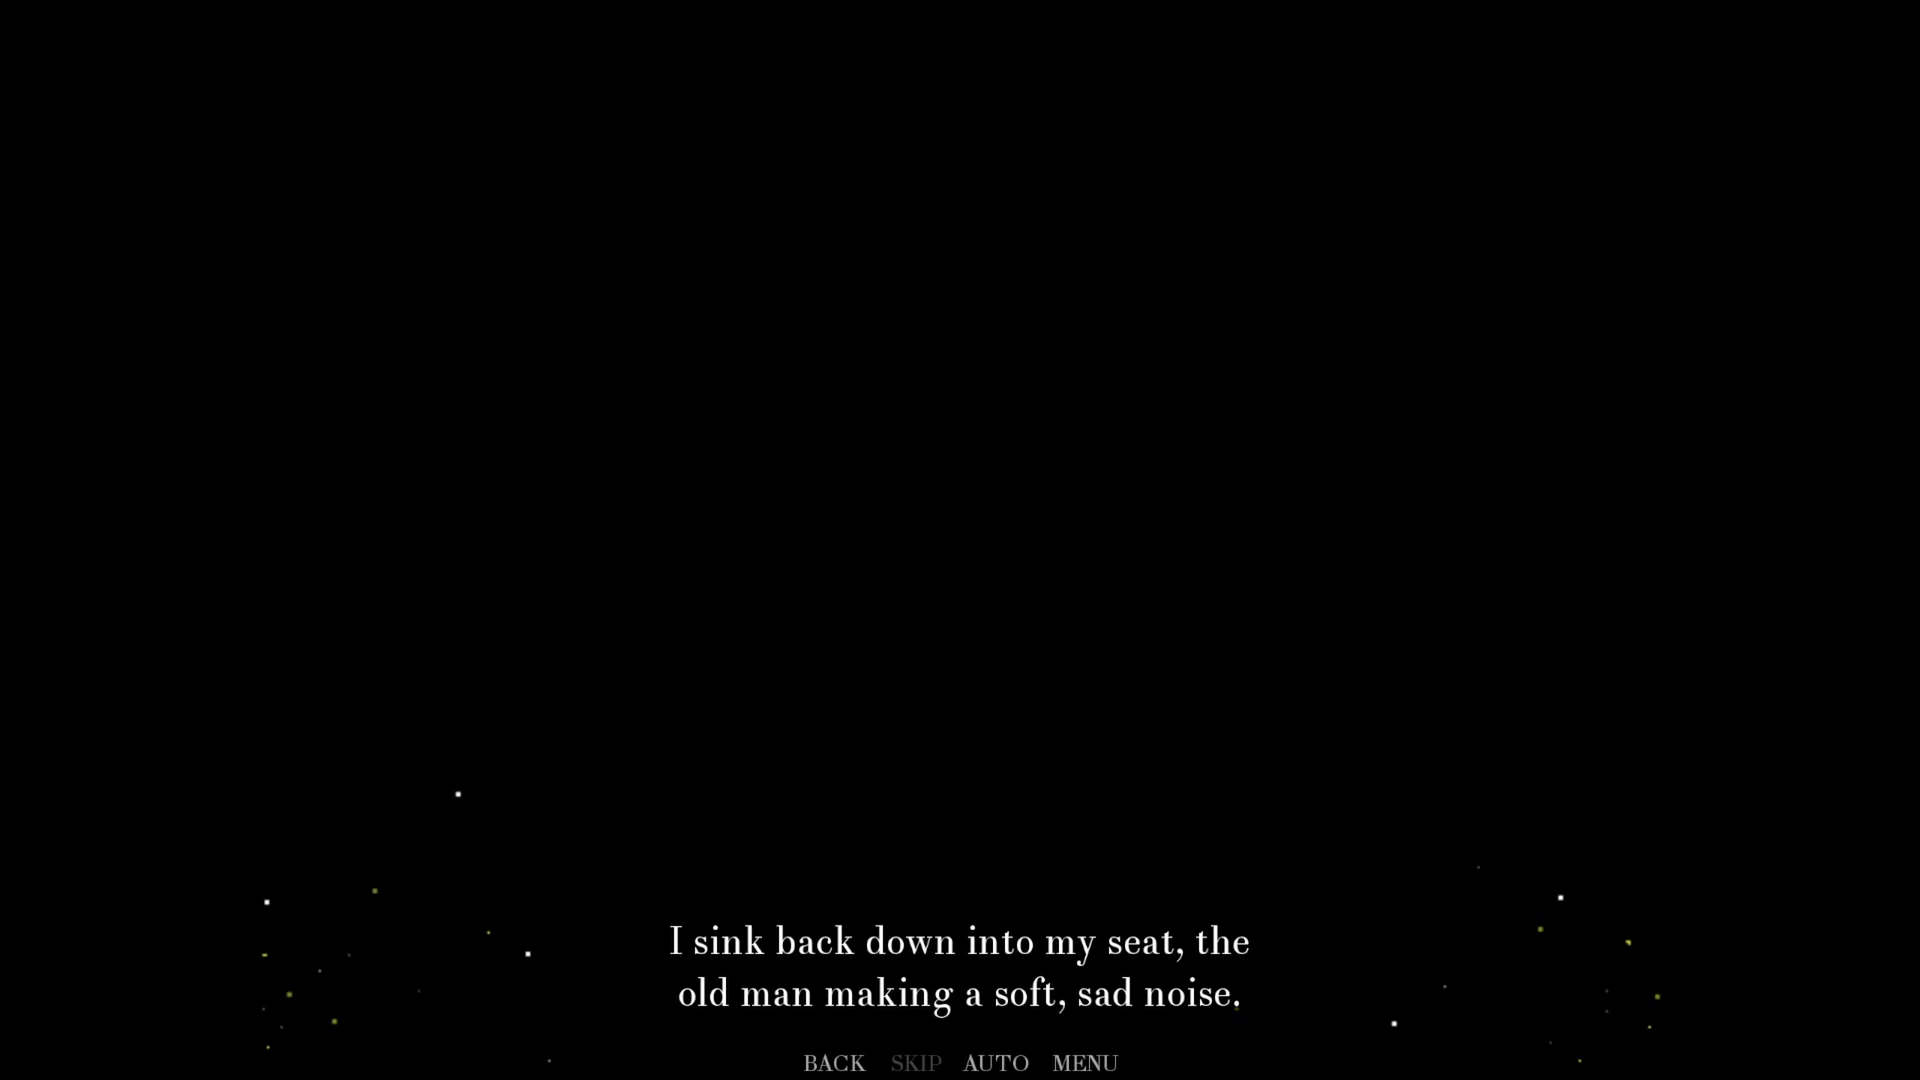 I sink back down into my seat, the
old man making a soft, sad noise.
BACK SKIP AUTO MENU